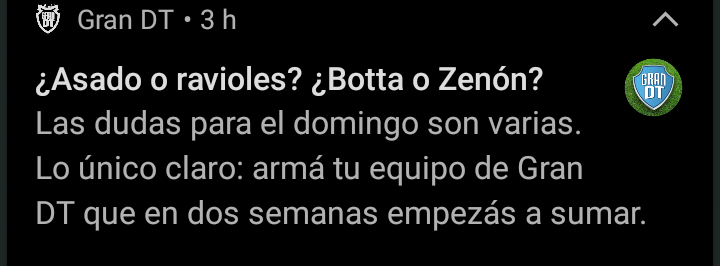 Gran DT • 3 h
¿Asado o ravioles? ¿Botta o Zenón?
GRAN
DT
Las dudas para el domingo son varias.
Lo único claro: armá tu equipo de Gran
DT que en dos semanas empezás a sumar.